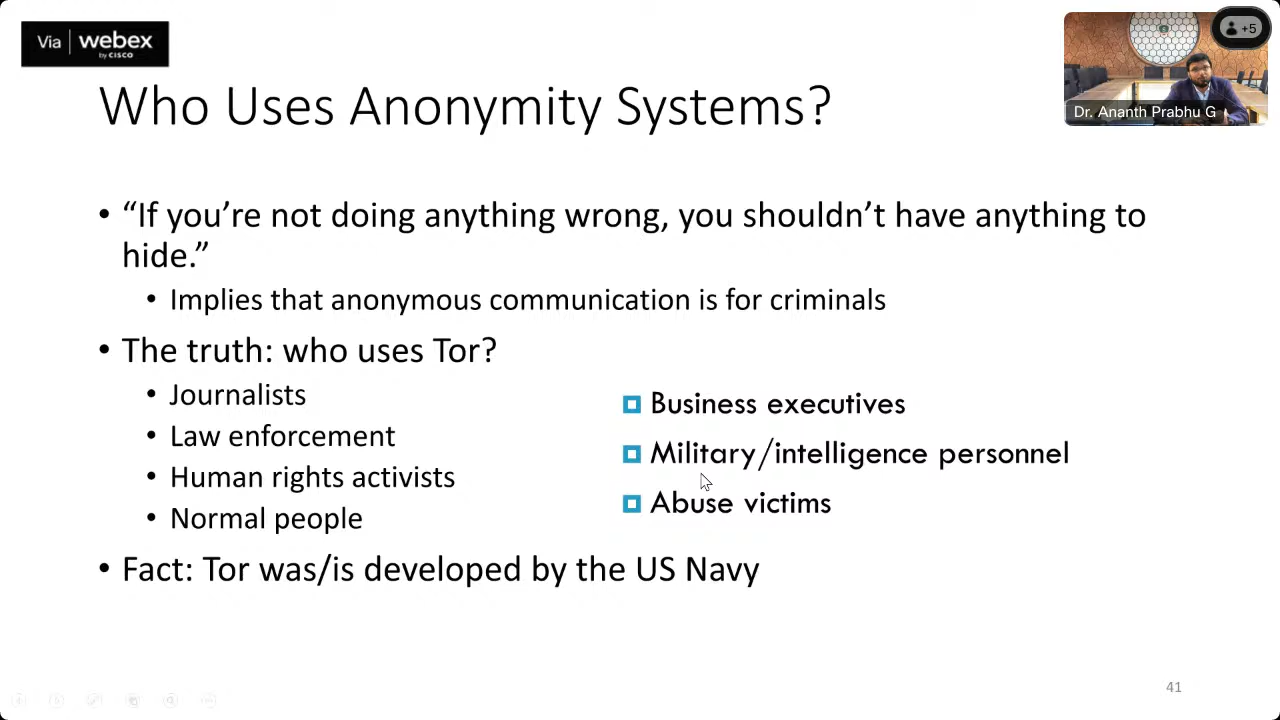 Via | webex
by CISCO
+5
Dr. Ananth Prabhu G
Who Uses Anonymity Systems?
• “If you’re not doing anything wrong, you shouldn’t have anything to
hide.”
• Implies that anonymous communication is for criminals
• The truth: who uses Tor?
• Journalists
• Law enforcement
• Human rights activists
• Normal people
Business executives
Military/intelligence personnel
Abuse victims
• Fact: Tor was/is developed by the US Navy
41